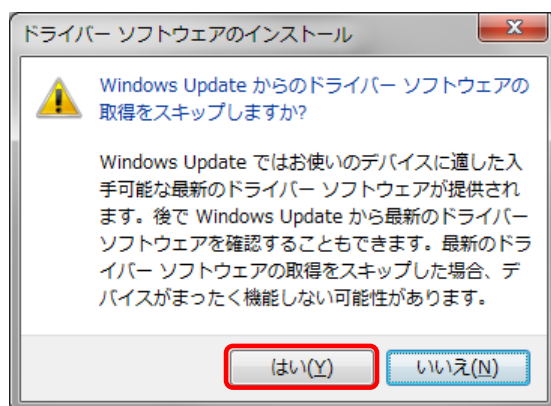 ドライバー ソフトウェアのインストール
Windows Update からのドライバー ソフトウェアの
取得をスキップしますか?
Windows Update ではお使いのデバイスに適した入
手可能な最新のドライバー ソフトウェアが提供され
ます。後で Windows Update から最新のドライバー
ソフトウェアを確認することもできます。最新のドラ
イバー ソフトウェアの取得をスキップした場合、デ
バイスがまったく機能しない可能性があります。
はい(Y) いいえ(N)